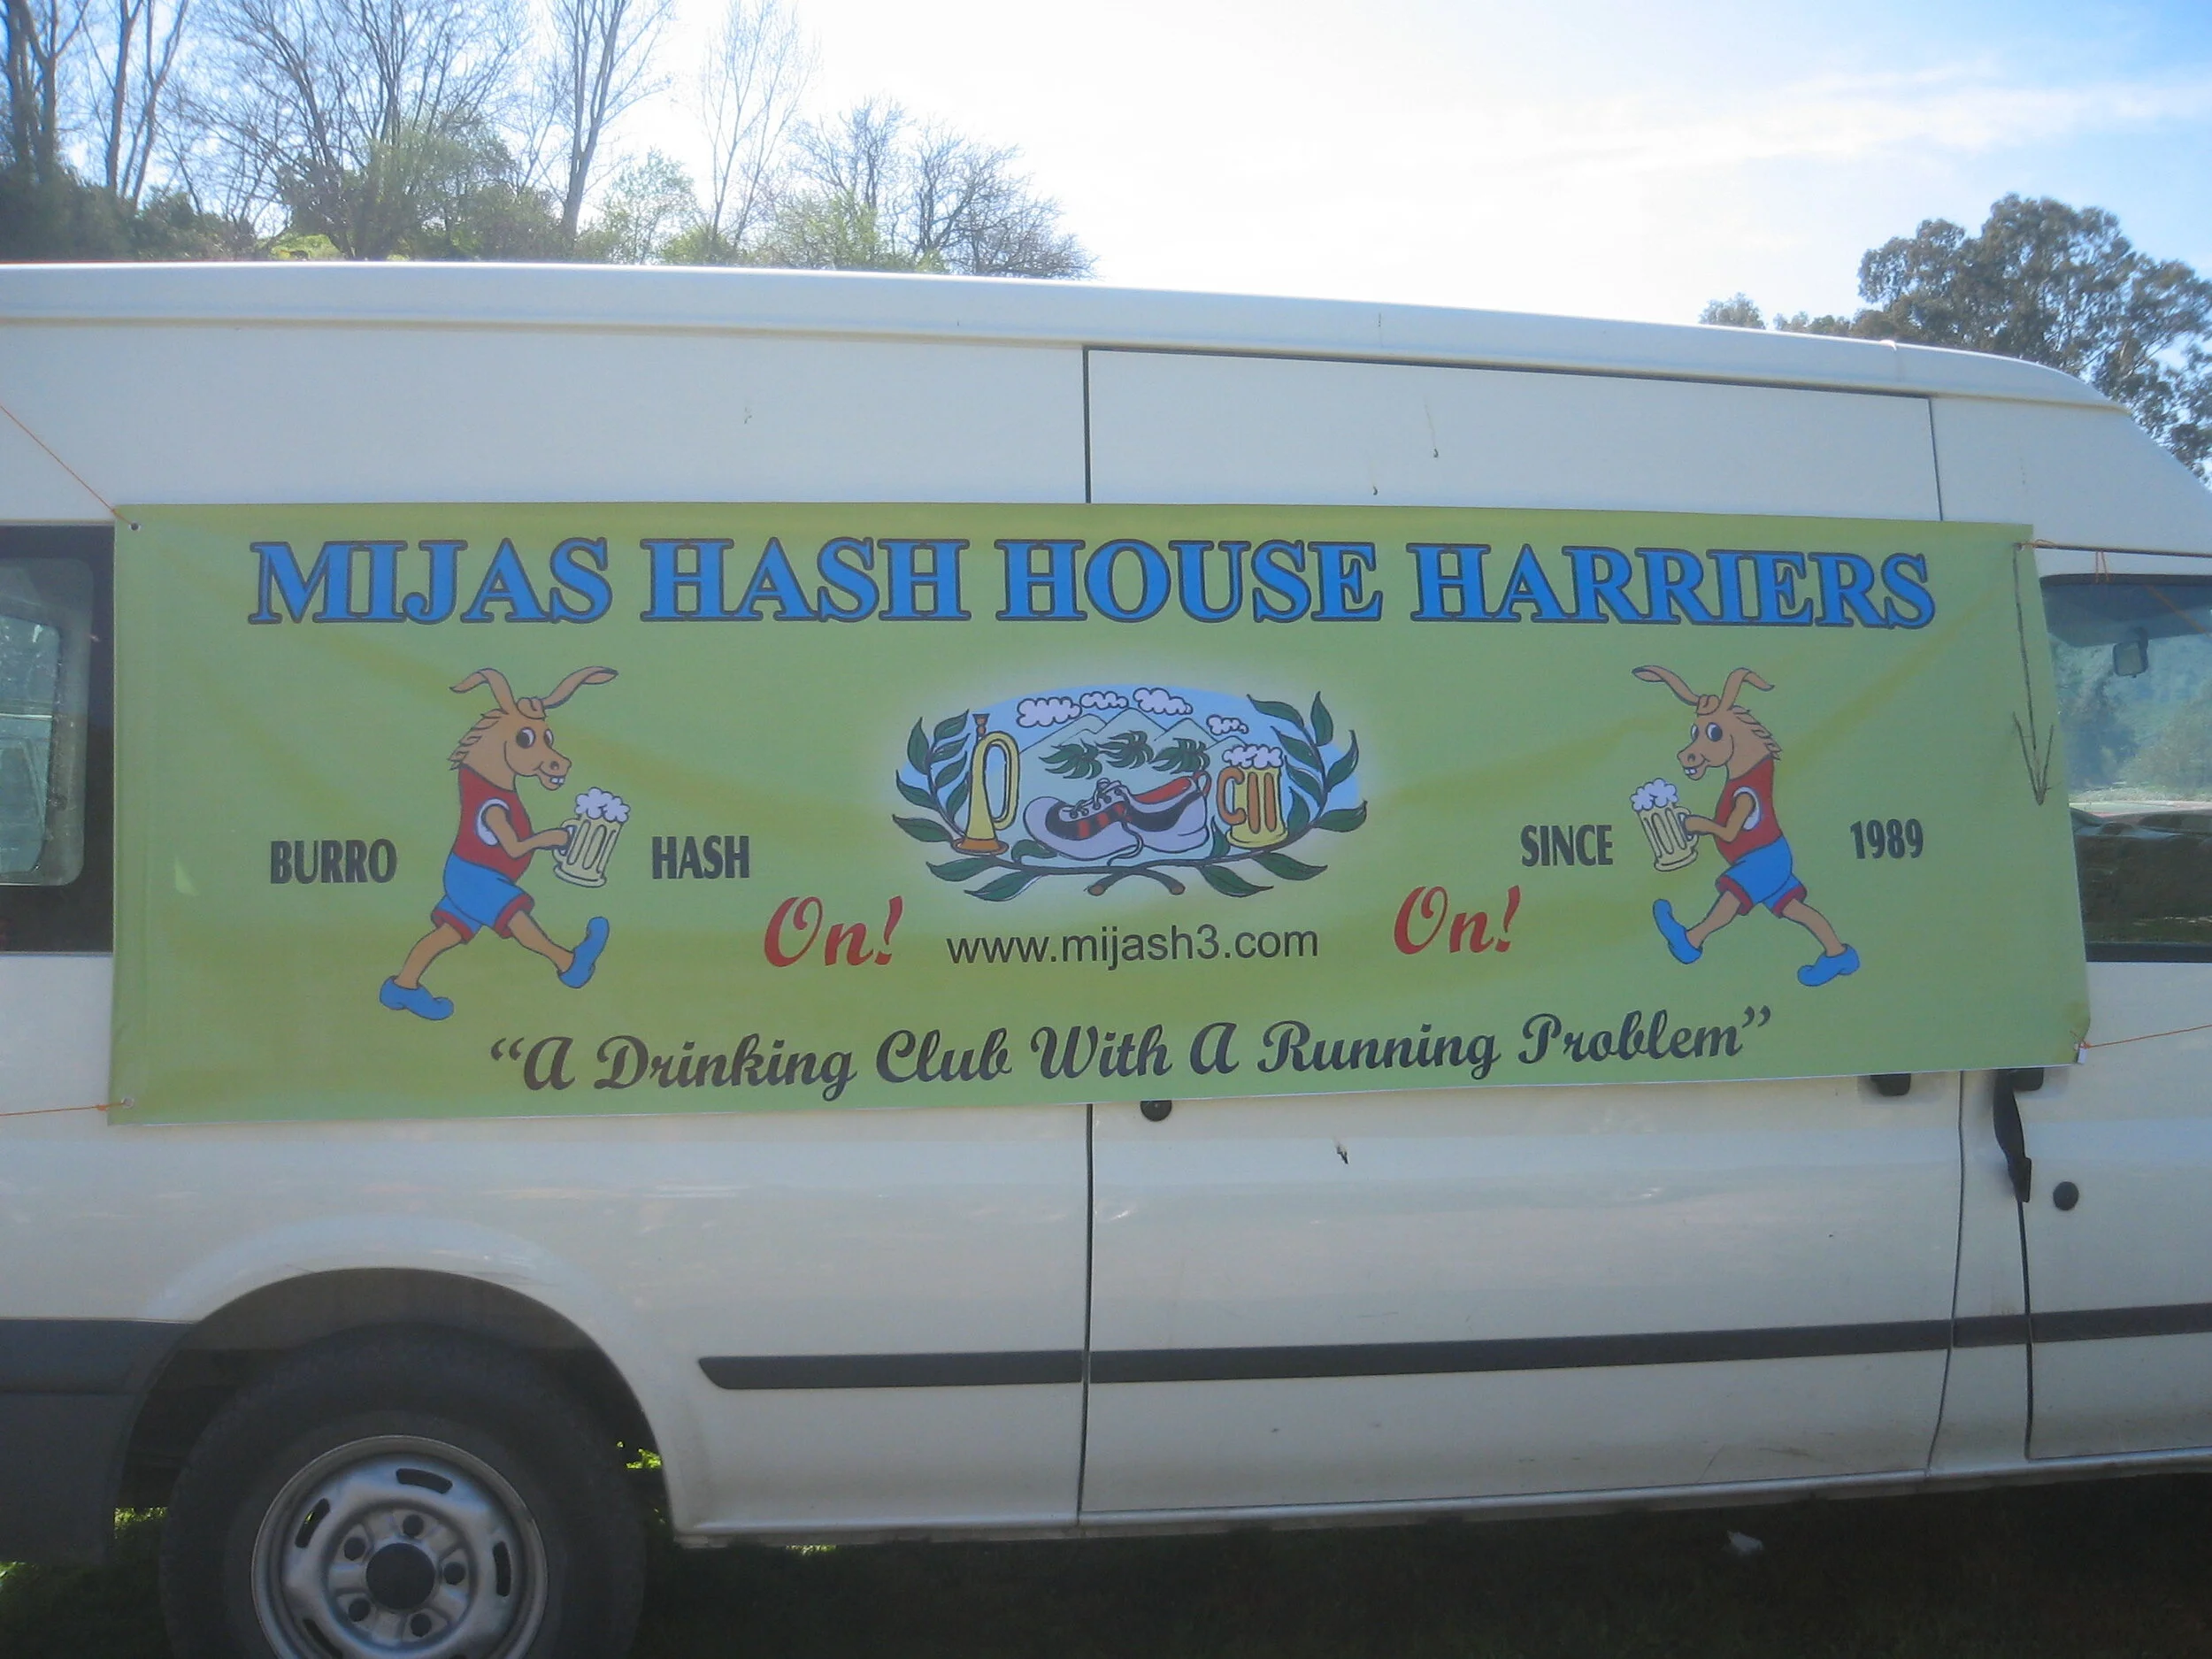 MIJAS HASH HOUSE HARRIERS
BURRO HASH SINCE 1989
On! www.mijash3.com On!
“A Drinking Club With A Running Problem”